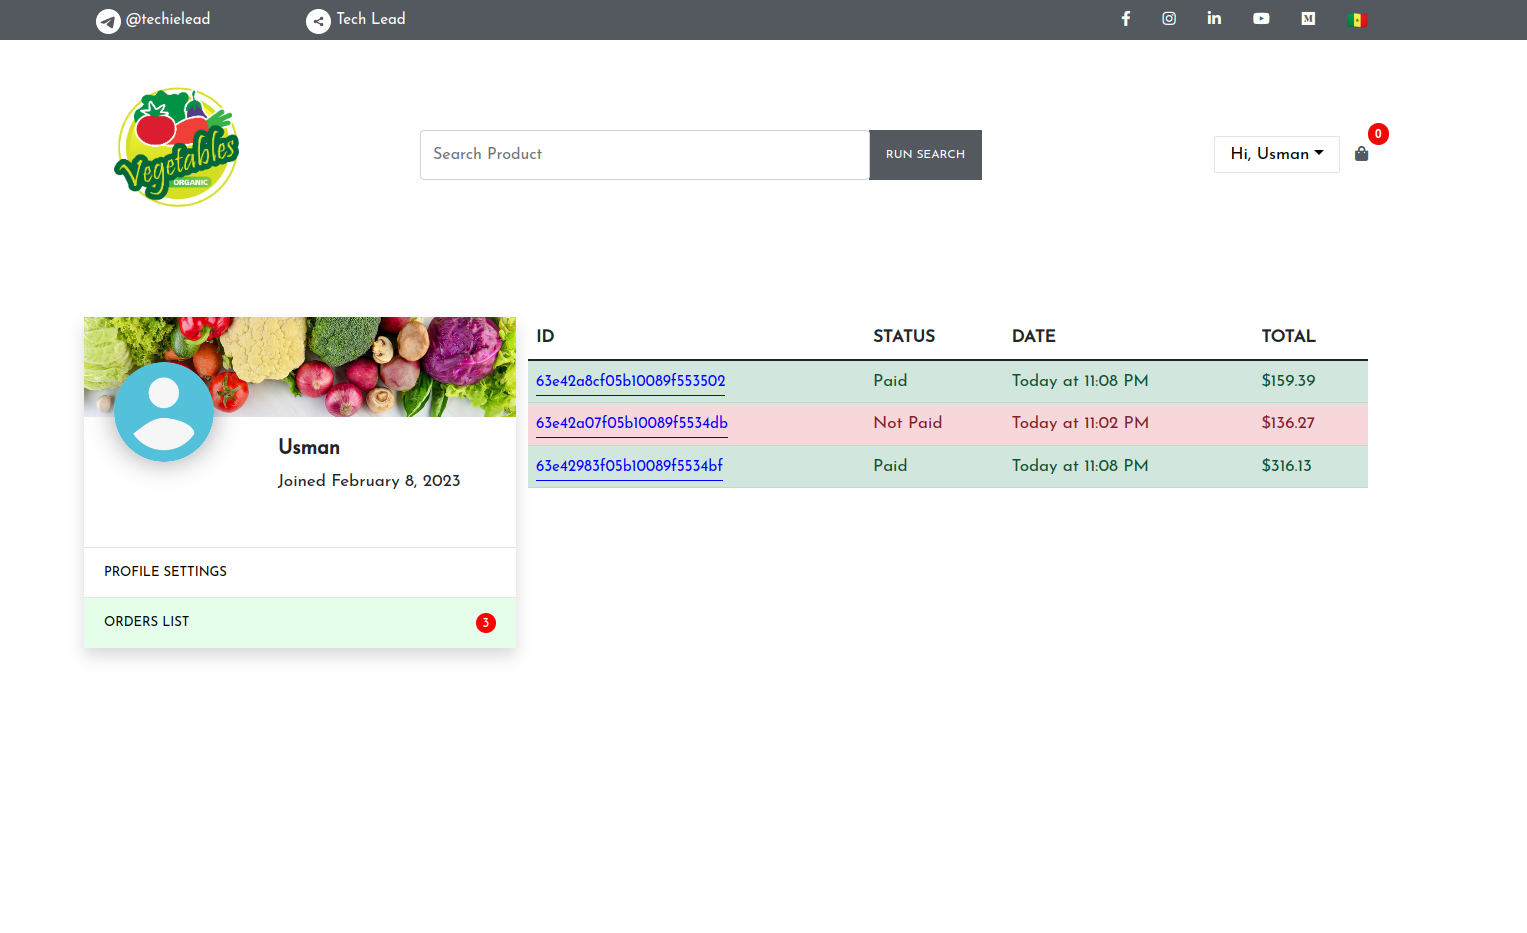 @techielead
Tech Lead
M
Vegetables
ORGANIC
Search Product
RUN SEARCH
Hi, Usman
0
Usman
Joined February 8, 2023
PROFILE SETTINGS
ORDERS LIST 3
ID STATUS DATE TOTAL
63e42a8cf05b10089f553502 Paid Today at 11:08 PM $159.39
63e42a07f05b10089f5534db Not Paid Today at 11:02 PM $136.27
63e42983f05b10089f5534bf Paid Today at 11:08 PM $316.13